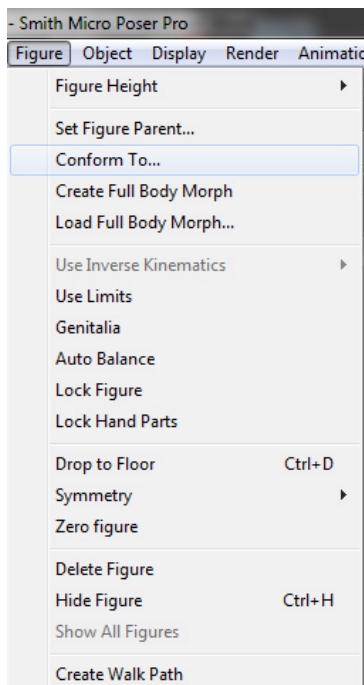 - Smith Micro Poser Pro
Figure Object Display Render Animatic
Figure Height
Set Figure Parent...
Conform To...
Create Full Body Morph
Load Full Body Morph...
Use Inverse Kinematics
Use Limits
Genitalia
Auto Balance
Lock Figure
Lock Hand Parts
Drop to Floor Ctrl+D
Symmetry
Zero figure
Delete Figure
Hide Figure Ctrl+H
Show All Figures
Create Walk Path